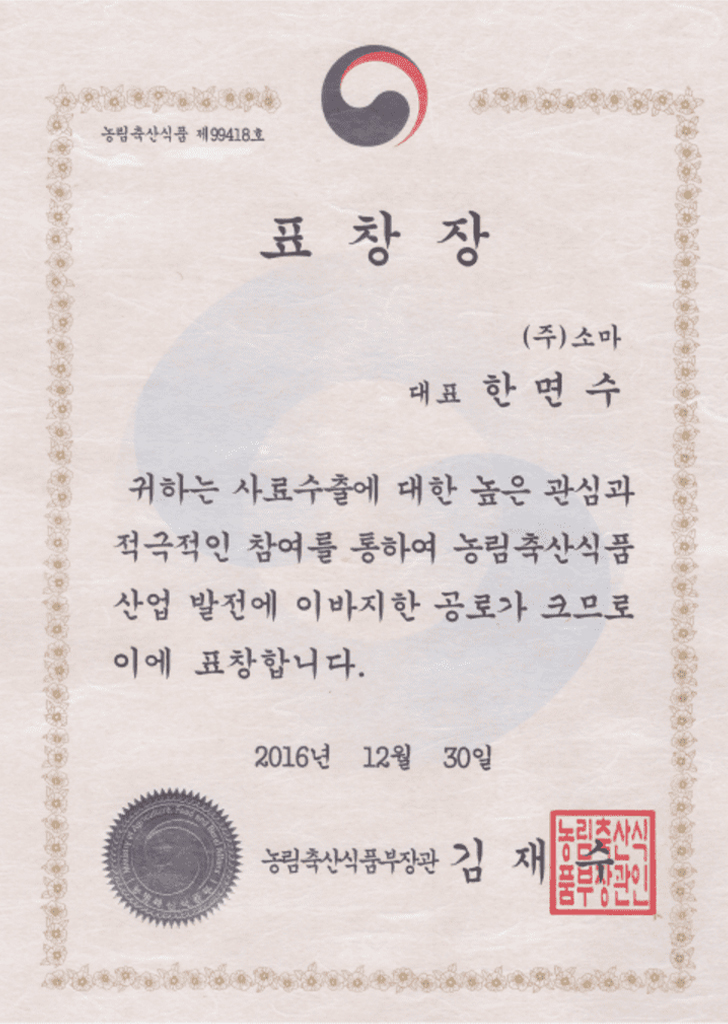 농림축산식품 제99418호
표 창 장
(주)소마
대표 한 면 수
귀하는 사료수출에 대한 높은 관심과
적극적인 참여를 통하여 농림축산식품
산업 발전에 이바지한 공로가 크므로
이에 표창합니다.
2016년 12월 30일
농림축산식품부장관 김 재 수
농림축산식
품부장관인